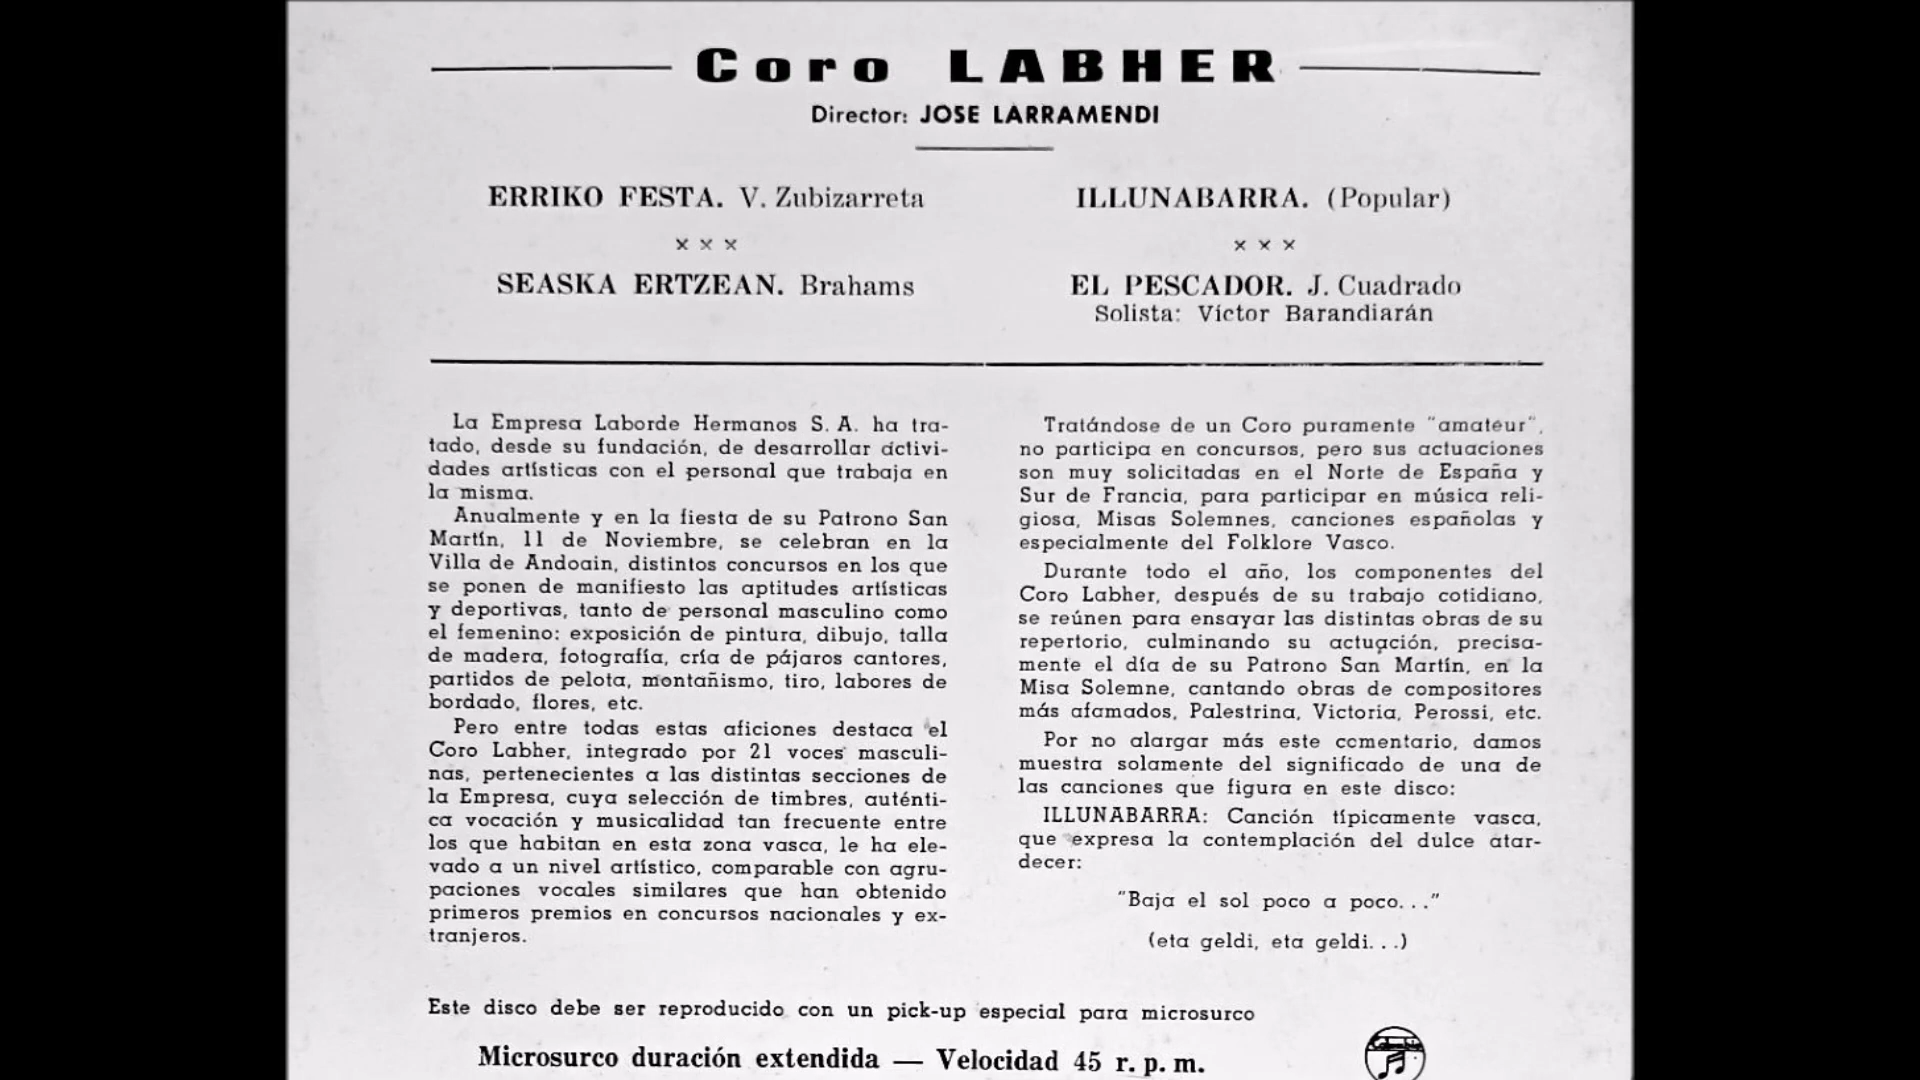 Coro LABHER
Director: JOSE LARRAMENDI
ERRIKO FESTA. V. Zubizarreta
× × ×
SEASKA ERTZEAN. Brahams
ILLUNABARRA. (Popular)
× × ×
EL PESCADOR. J. Cuadrado
Solista: Víctor Barandiarán
La Empresa Laborde Hermanos S. A. ha tra-
tado, desde su fundación, de desarrollar activi-
dades artísticas con el personal que trabaja en
la misma.
Anualmente y en la fiesta de su Patrono San
Martín, 11 de Noviembre, se celebran en la
Villa de Andoain, distintos concursos en los que
se ponen de manifiesto las aptitudes artísticas
y deportivas, tanto de personal masculino como
el femenino: exposición de pintura, dibujo, talla
de madera, fotografía, cría de pájaros cantores,
partidos de pelota, montañismo, tiro, labores de
bordado, flores, etc.
Pero entre todas estas aficiones destaca el
Coro Labher, integrado por 21 voces masculi-
nas, pertenecientes a las distintas secciones de
la Empresa, cuya selección de timbres, auténti-
ca vocación y musicalidad tan frecuente entre
los que habitan en esta zona vasca, le ha ele-
vado a un nivel artístico, comparable con agru-
paciones vocales similares que han obtenido
primeros premios en concursos nacionales y ex-
tranjeros.
Tratándose de un Coro puramente "amateur",
no participa en concursos, pero sus actuaciones
son muy solicitadas en el Norte de España y
Sur de Francia, para participar en música reli-
giosa, Misas Solemnes, canciones españolas y
especialmente del Folklore Vasco.
Durante todo el año, los componentes del
Coro Labher, después de su trabajo cotidiano,
se reúnen para ensayar las distintas obras de su
repertorio, culminando su actuación, precisa-
mente el día de su Patrono San Martín, en la
Misa Solemne, cantando obras de compositores
más afamados, Palestrina, Victoria, Perossi, etc.
Por no alargar más este comentario, damos
muestra solamente del significado de una de
las canciones que figura en este disco:
ILLUNABARRA: Canción típicamente vasca,
que expresa la contemplación del dulce atar-
decer:
"Baja el sol poco a poco. . ."
(eta geldi, eta geldi. . .)
Este disco debe ser reproducido con un pick-up especial para microsurco
Microsurco duración extendida — Velocidad 45 r. p. m.